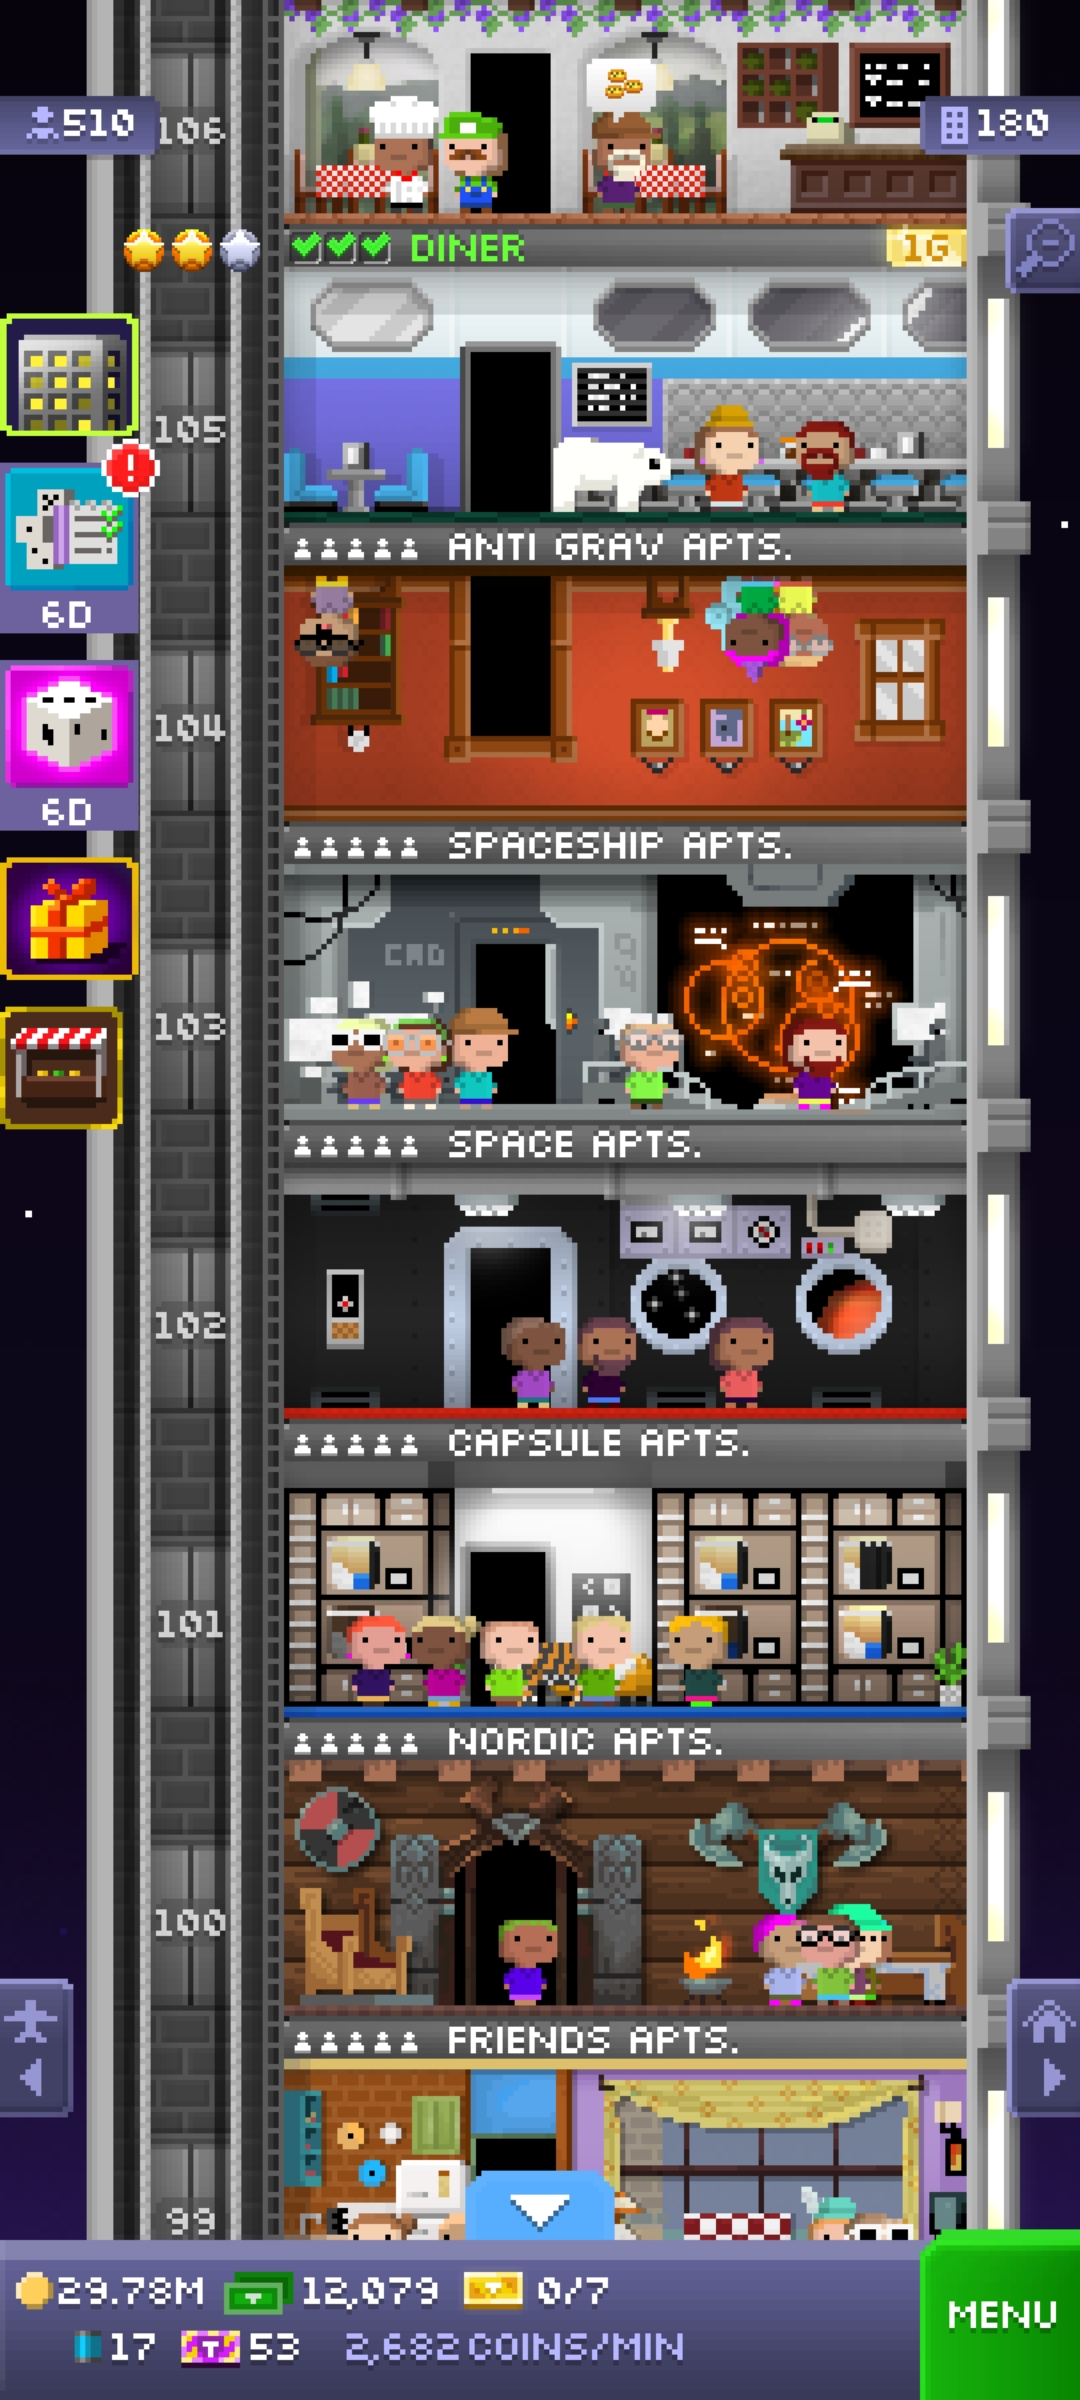 510
106
180
DINER
1G
105
ANTI GRAV APTS.
6D
104
6D
SPACESHIP APTS.
CMD
94
103
SPACE APTS.
102
CAPSULE APTS.
101
NORDIC APTS.
100
FRIENDS APTS.
99
29.78M 12,079 0/7
MENU
17 53 2,682 COINS/MIN